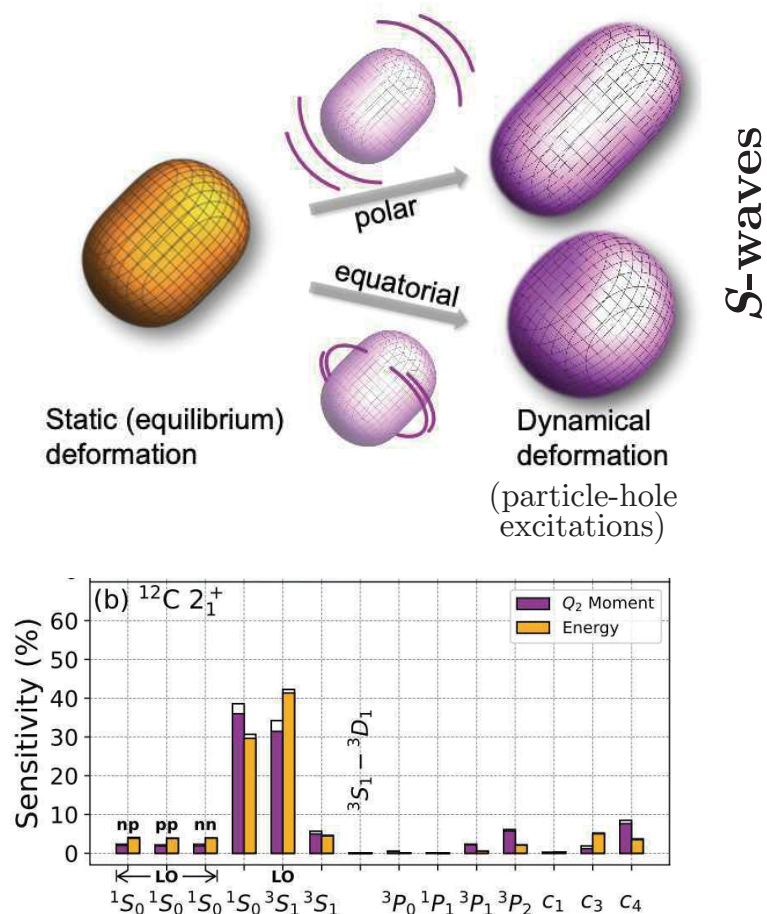 polar
equatorial
S-waves
Static (equilibrium)
deformation
Dynamical
deformation
(particle-hole
excitations)
(b) ¹²C 2₁⁺
Q₂ Moment
Energy
Sensitivity (%)
60
50
40
30
20
10
0
³S₁ − ³D₁
np pp nn
LO LO
¹S₀ ¹S₀ ¹S₀ ¹S₀ ³S₁ ³S₁ ³P₀ ¹P₁ ³P₁ ³P₂ c₁ c₃ c₄